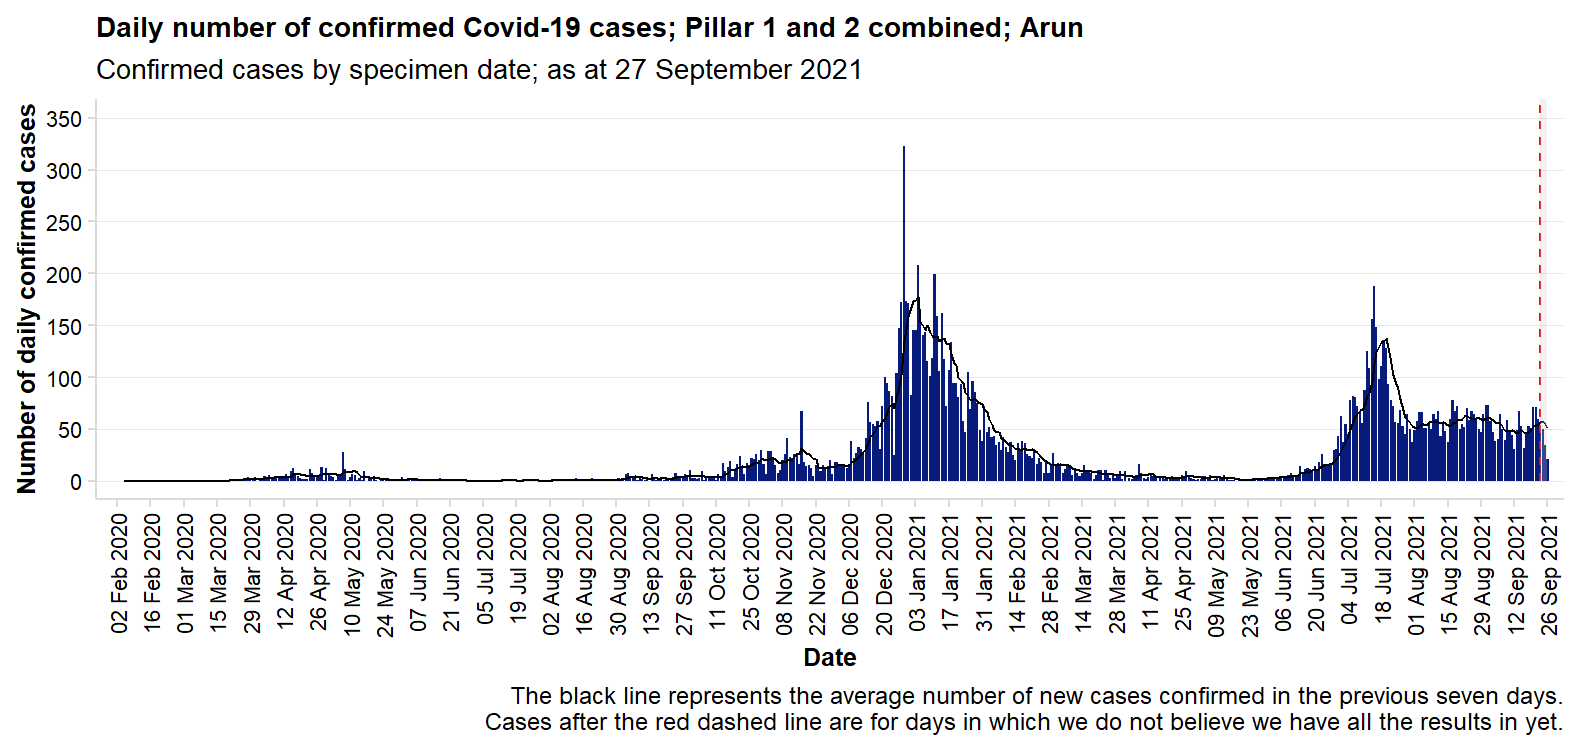 Daily number of confirmed Covid-19 cases; Pillar 1 and 2 combined; Arun
Confirmed cases by specimen date; as at 27 September 2021
Number of daily confirmed cases
350
300
250
200
150
100
50
0
02 Feb 2020
16 Feb 2020
01 Mar 2020
15 Mar 2020
29 Mar 2020
12 Apr 2020
26 Apr 2020
10 May 2020
24 May 2020
07 Jun 2020
21 Jun 2020
05 Jul 2020
19 Jul 2020
02 Aug 2020
16 Aug 2020
30 Aug 2020
13 Sep 2020
27 Sep 2020
11 Oct 2020
25 Oct 2020
08 Nov 2020
22 Nov 2020
06 Dec 2020
20 Dec 2020
03 Jan 2021
17 Jan 2021
31 Jan 2021
14 Feb 2021
28 Feb 2021
14 Mar 2021
28 Mar 2021
11 Apr 2021
25 Apr 2021
09 May 2021
23 May 2021
06 Jun 2021
20 Jun 2021
04 Jul 2021
18 Jul 2021
01 Aug 2021
15 Aug 2021
29 Aug 2021
12 Sep 2021
26 Sep 2021
Date
The black line represents the average number of new cases confirmed in the previous seven days.
Cases after the red dashed line are for days in which we do not believe we have all the results in yet.